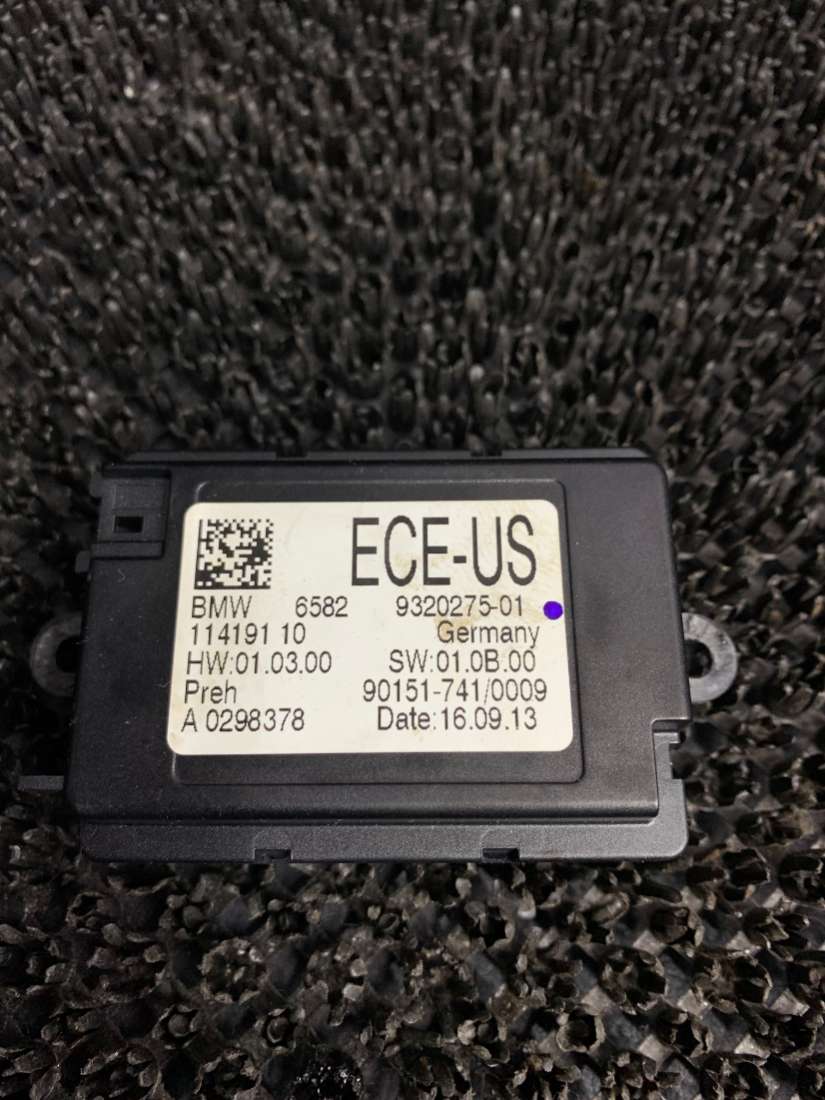 ECE-US
BMW 6582 9320275-01
114191 10 Germany
HW:01.03.00 SW:01.0B.00
Preh 90151-741/0009
A 0298378 Date:16.09.13